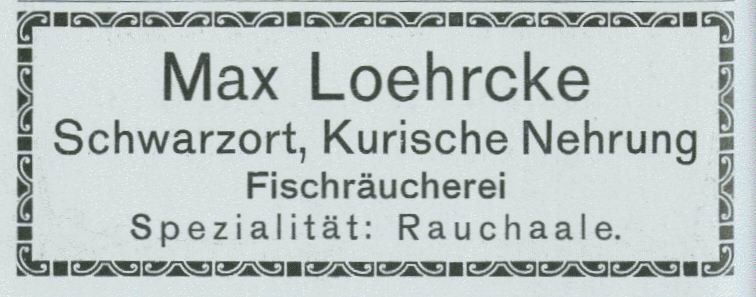 Max Loehrcke
Schwarzort, Kurische Nehrung
Fischräucherei
Spezialität: Rauchaale.